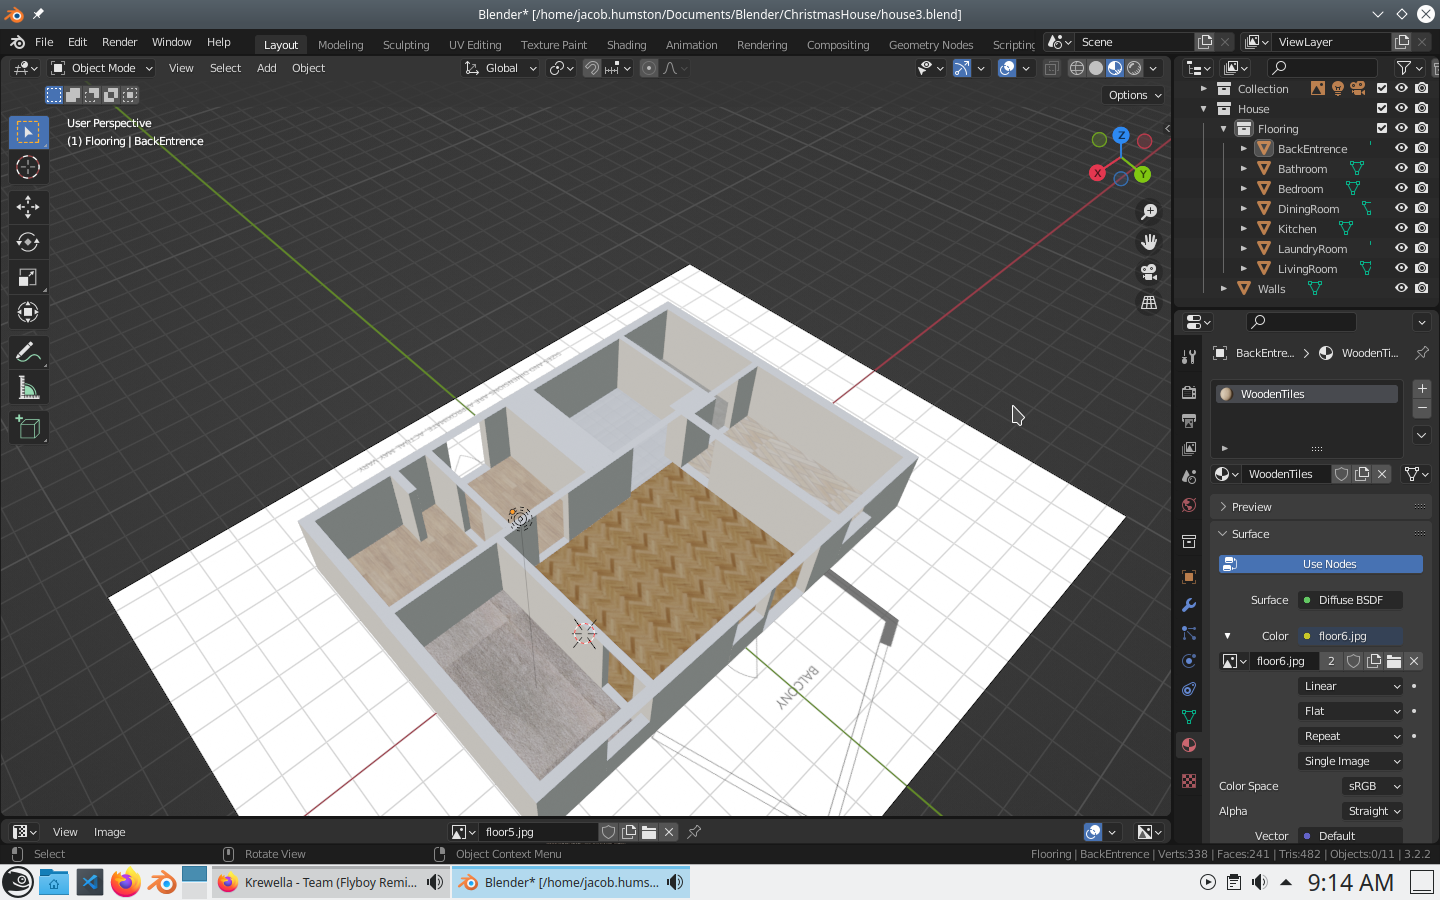 Blender* [/home/jacob.humston/Documents/Blender/ChristmasHouse/house3.blend]
File Edit Render Window Help
Layout Modeling Sculpting UV Editing Texture Paint Shading Animation Rendering Compositing Geometry Nodes Scripting
Scene ViewLayer
Object Mode View Select Add Object Global
Options
User Perspective
(1) Flooring | BackEntrence
Z
X
Y
BALCONY
Collection
House
Flooring
BackEntrence
Bathroom
Bedroom
DiningRoom
Kitchen
LaundryRoom
LivingRoom
Walls
BackEntre... WoodenTi...
WoodenTiles
WoodenTiles
Preview
Surface
Use Nodes
Surface Diffuse BSDF
Color floor6.jpg
floor6.jpg 2
Linear
Flat
Repeat
Single Image
Color Space sRGB
Alpha Straight
Vector Default
View Image floor5.jpg
Select Rotate View Object Context Menu
Flooring | BackEntrence | Verts:338 | Faces:241 | Tris:482 | Objects:0/11 | 3.2.2
Krewella - Team (Flyboy Remi... Blender* [/home/jacob.hums... 9:14 AM